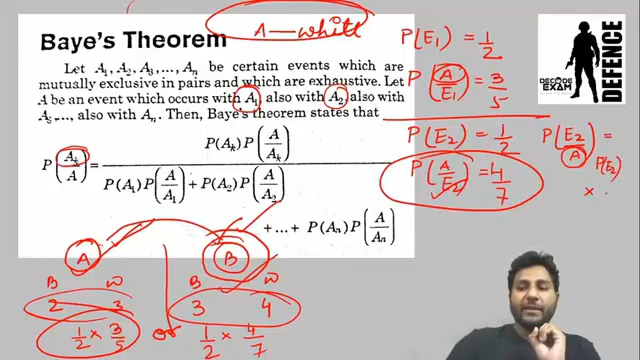 A — white
Baye's Theorem
Let A₁, A₂, A₃, ..., Aₙ be certain events which are
mutually exclusive in pairs and which are exhaustive. Let
A be an event which occurs with A₁ also with A₂ also with
A₃,..., also with Aₙ. Then, Baye's theorem states that
P(Aₖ/A) = P(Aₖ) P(A/Aₖ) / P(A₁) P(A/A₁) + P(A₂) P(A/A₂)
+ ... + P(Aₙ) P(A/Aₙ)
P(E₁) = 1/2
P(A/E₁) = 3/5
P(E₂) = 1/2
P(A/E₂) = 4/7
P(E₂/A) =
P(E₂)
×
A
B W
2 3
1/2 × 3/5
or
B
B W
3 4
1/2 × 4/7
DECODE EXAM
DEFENCE